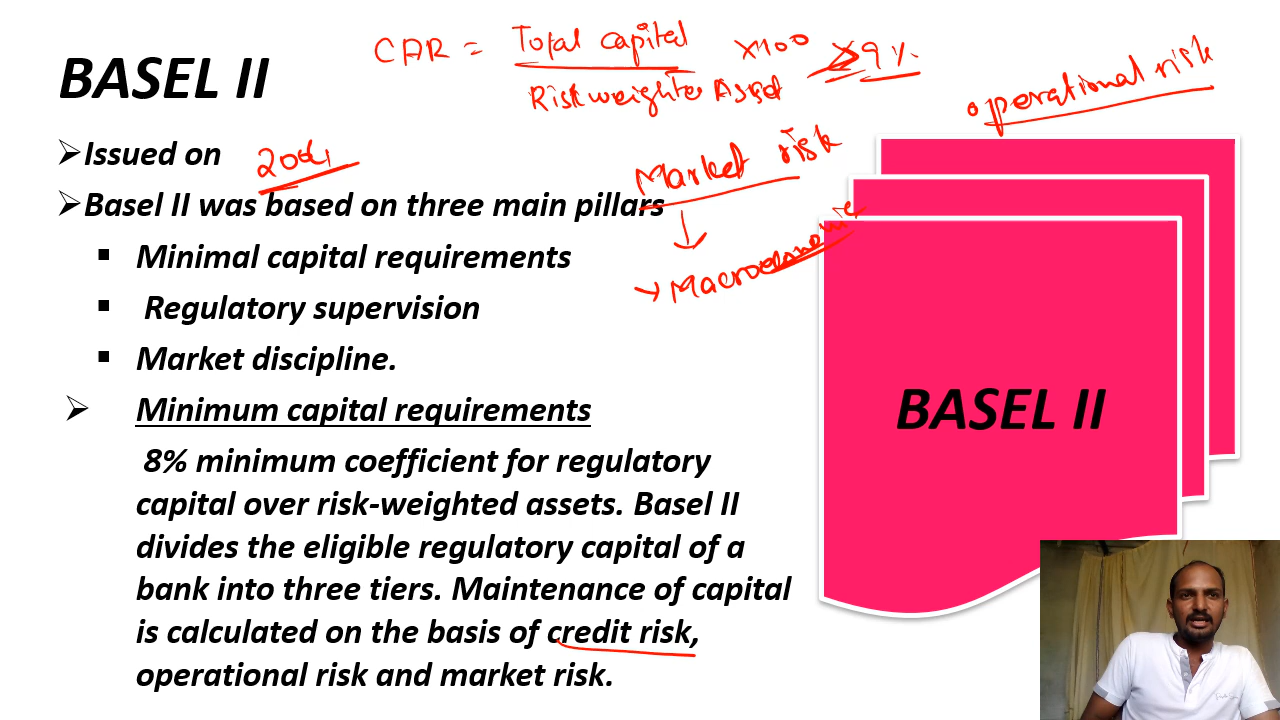 CAR = Total capital ×100 ≥9%
Riskweighted Asset
BASEL II
operational risk
➢Issued on 2004
Market risk
➢Basel II was based on three main pillars
▪ Minimal capital requirements
→ Macroeconomic
▪ Regulatory supervision
▪ Market discipline.
➢ Minimum capital requirements
BASEL II
8% minimum coefficient for regulatory
capital over risk-weighted assets. Basel II
divides the eligible regulatory capital of a
bank into three tiers. Maintenance of capital
is calculated on the basis of credit risk,
operational risk and market risk.